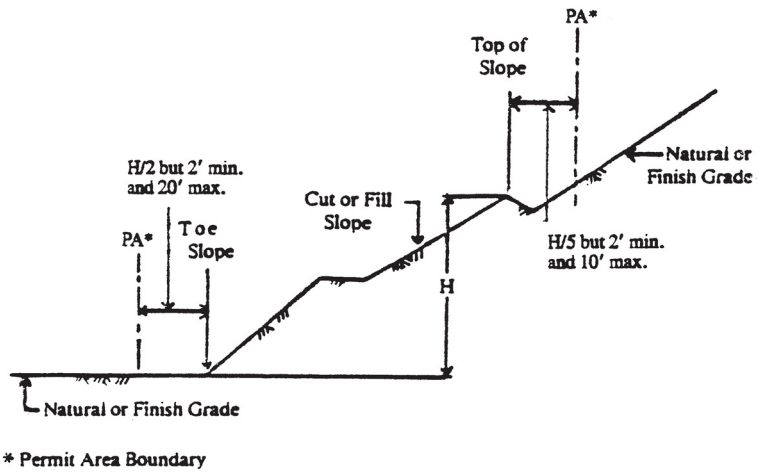 PA*
Top of
Slope
Natural or
Finish Grade
H/2 but 2' min.
and 20' max.
Cut or Fill
Slope
PA*
Toe
Slope
H/5 but 2' min.
and 10' max.
H
Natural or Finish Grade
* Permit Area Boundary